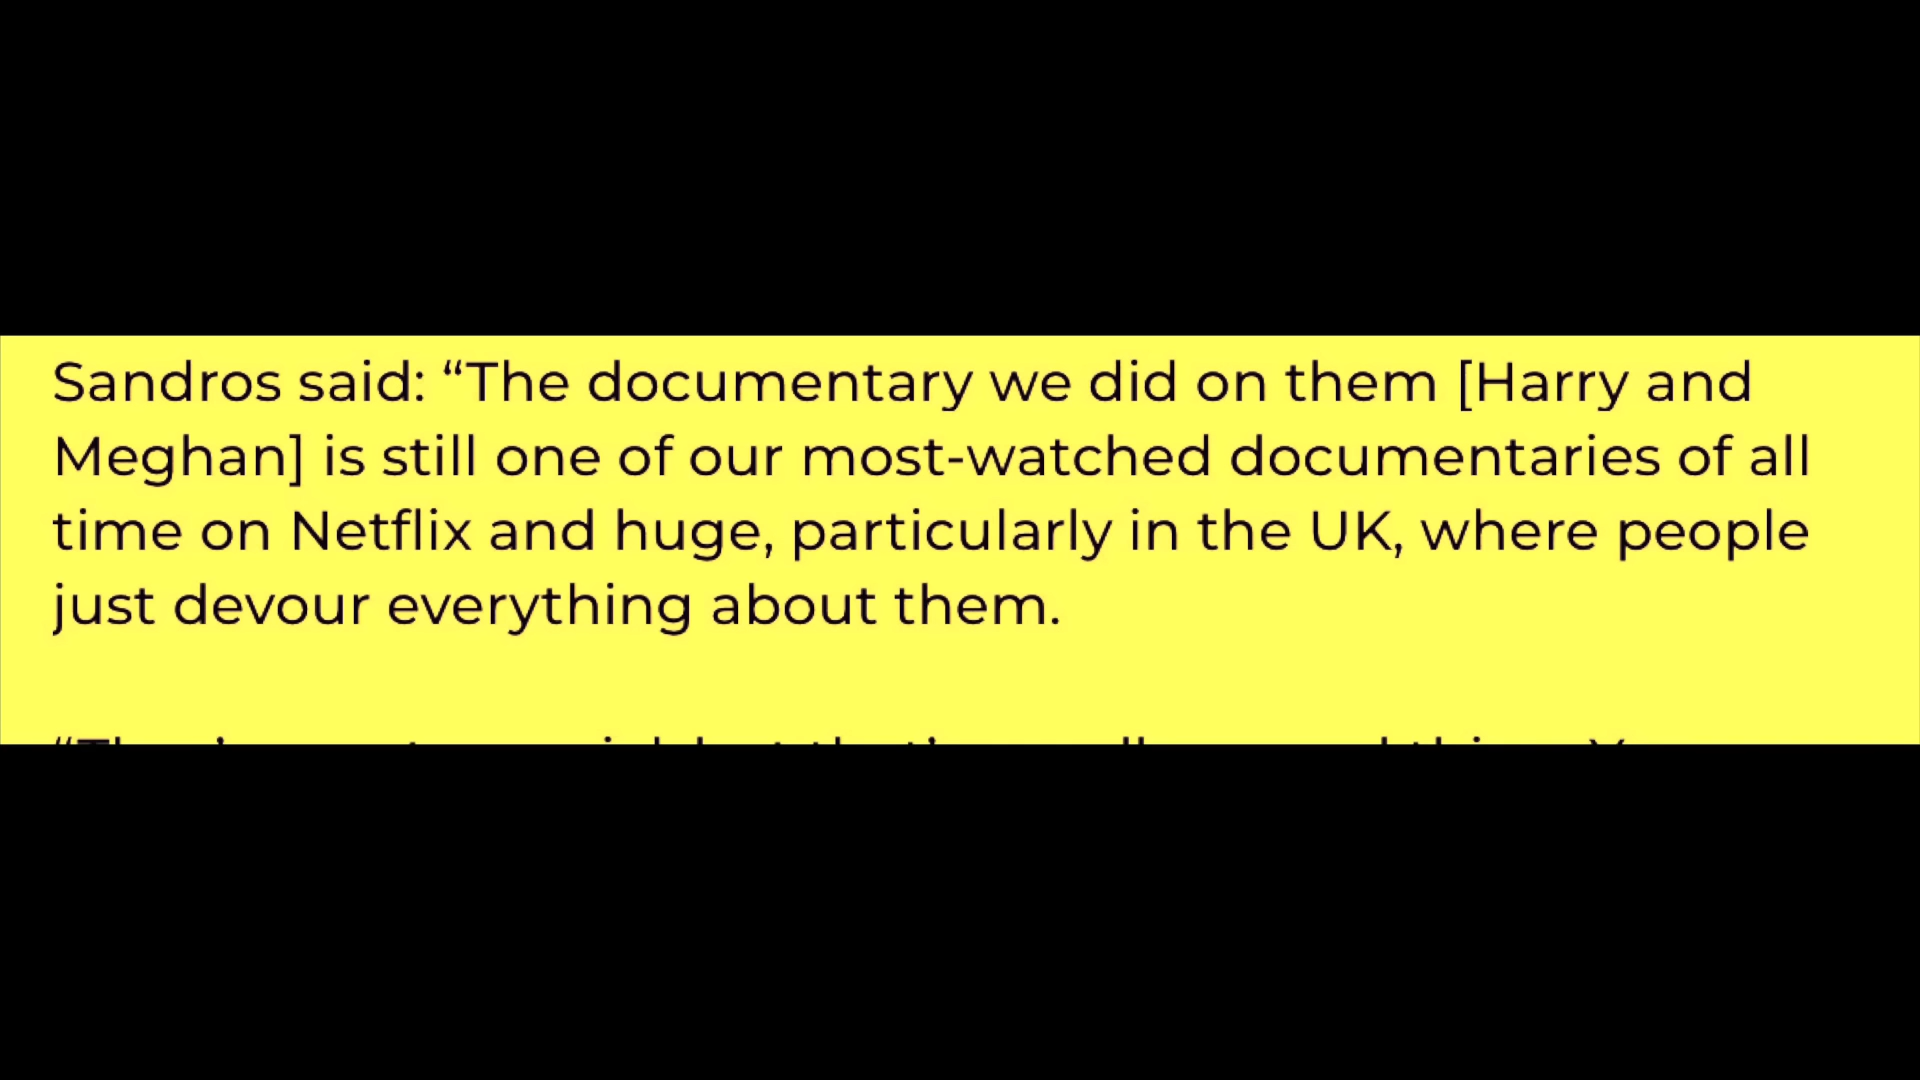 Sandros said: “The documentary we did on them [Harry and
Meghan] is still one of our most-watched documentaries of all
time on Netflix and huge, particularly in the UK, where people
just devour everything about them.